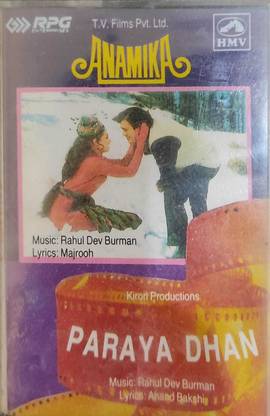 RPG
ENTERPRISES
HMV
T.V. Films Pvt. Ltd.
ANAMIKA
Music: Rahul Dev Burman
Lyrics: Majrooh
Kiron Productions
PARAYA DHAN
Music: Rahul Dev Burman
Lyrics: Anand Bakshi